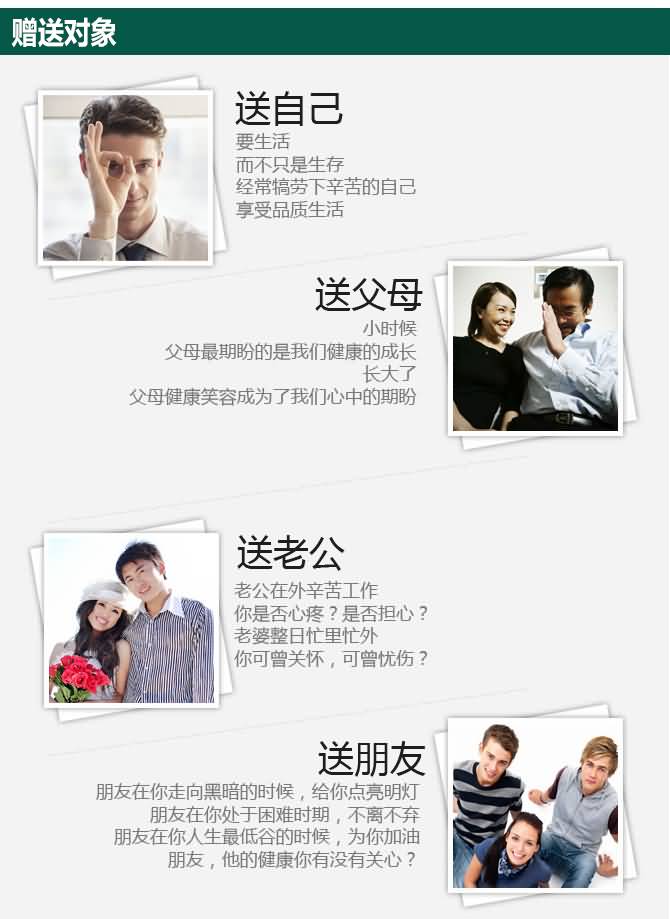 赠送对象
送自己
要生活
而不只是生存
经常犒劳下辛苦的自己
享受品质生活
送父母
小时候
父母最期盼的是我们健康的成长
长大了
父母健康笑容成为了我们心中的期盼
送老公
老公在外辛苦工作
你是否心疼？是否担心？
老婆整日忙里忙外
你可曾关怀，可曾忧伤？
送朋友
朋友在你走向黑暗的时候，给你点亮明灯
朋友在你处于困难时期，不离不弃
朋友在你人生最低谷的时候，为你加油
朋友，他的健康你有没有关心？